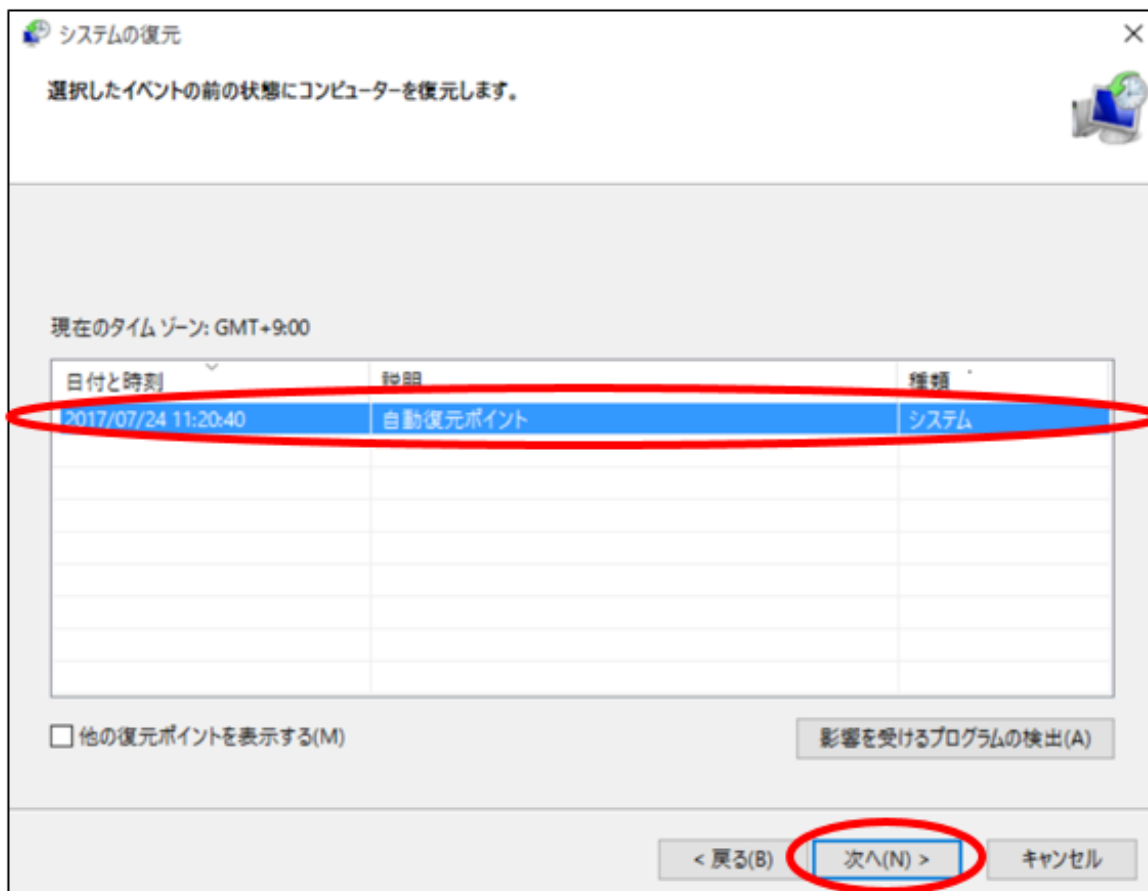 システムの復元
選択したイベントの前の状態にコンピューターを復元します。
現在のタイム ゾーン: GMT+9:00
日付と時刻 説明 種類
2017/07/24 11:20:40 自動復元ポイント システム
他の復元ポイントを表示する(M)
影響を受けるプログラムの検出(A)
< 戻る(B) 次へ(N) > キャンセル